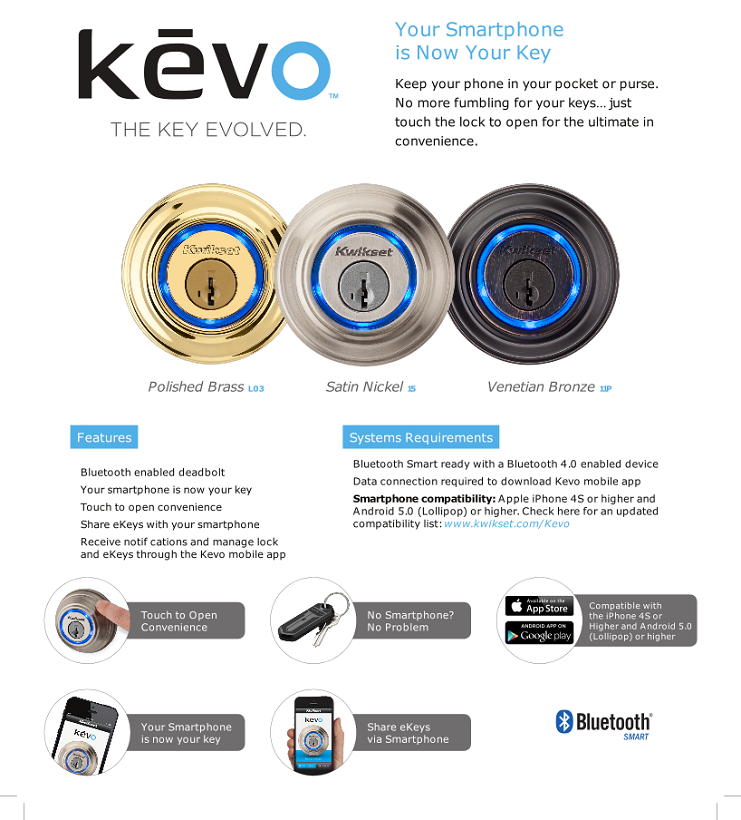 kēvo™
THE KEY EVOLVED.
Your Smartphone
is Now Your Key
Keep your phone in your pocket or purse.
No more fumbling for your keys... just
touch the lock to open for the ultimate in
convenience.
Kwikset
Kwikset
Kwikset
Polished Brass L03
Satin Nickel 15
Venetian Bronze 11P
Features
Bluetooth enabled deadbolt
Your smartphone is now your key
Touch to open convenience
Share eKeys with your smartphone
Receive notif cations and manage lock
and eKeys through the Kevo mobile app
Systems Requirements
Bluetooth Smart ready with a Bluetooth 4.0 enabled device
Data connection required to download Kevo mobile app
Smartphone compatibility: Apple iPhone 4S or higher and
Android 5.0 (Lollipop) or higher. Check here for an updated
compatibility list: www.kwikset.com/Kevo
Touch to Open
Convenience
No Smartphone?
No Problem
Available on the
App Store
ANDROID APP ON
Google play
Compatible with
the iPhone 4S or
Higher and Android 5.0
(Lollipop) or higher
kēvo
Your Smartphone
is now your key
kēvo
Share eKeys
via Smartphone
Bluetooth®
SMART